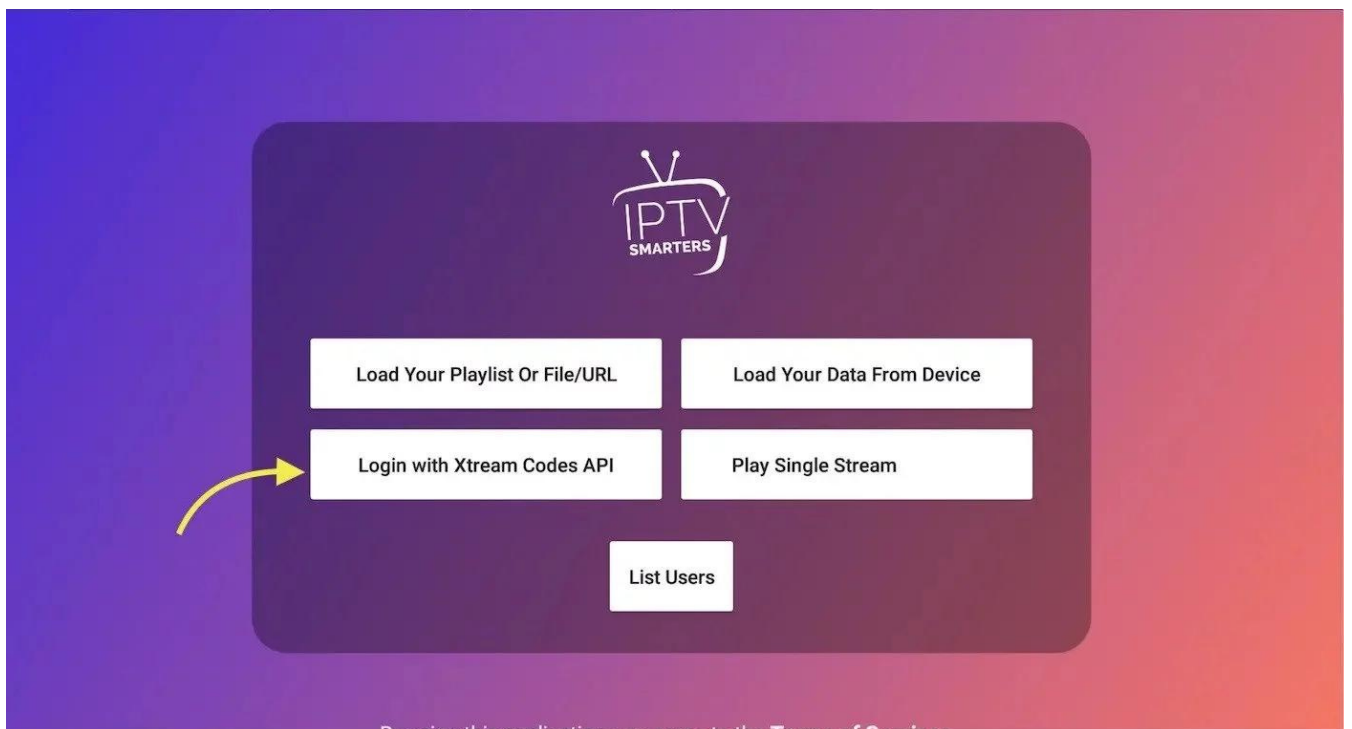 IPTV
SMARTERS
Load Your Playlist Or File/URL
Load Your Data From Device
Login with Xtream Codes API
Play Single Stream
List Users